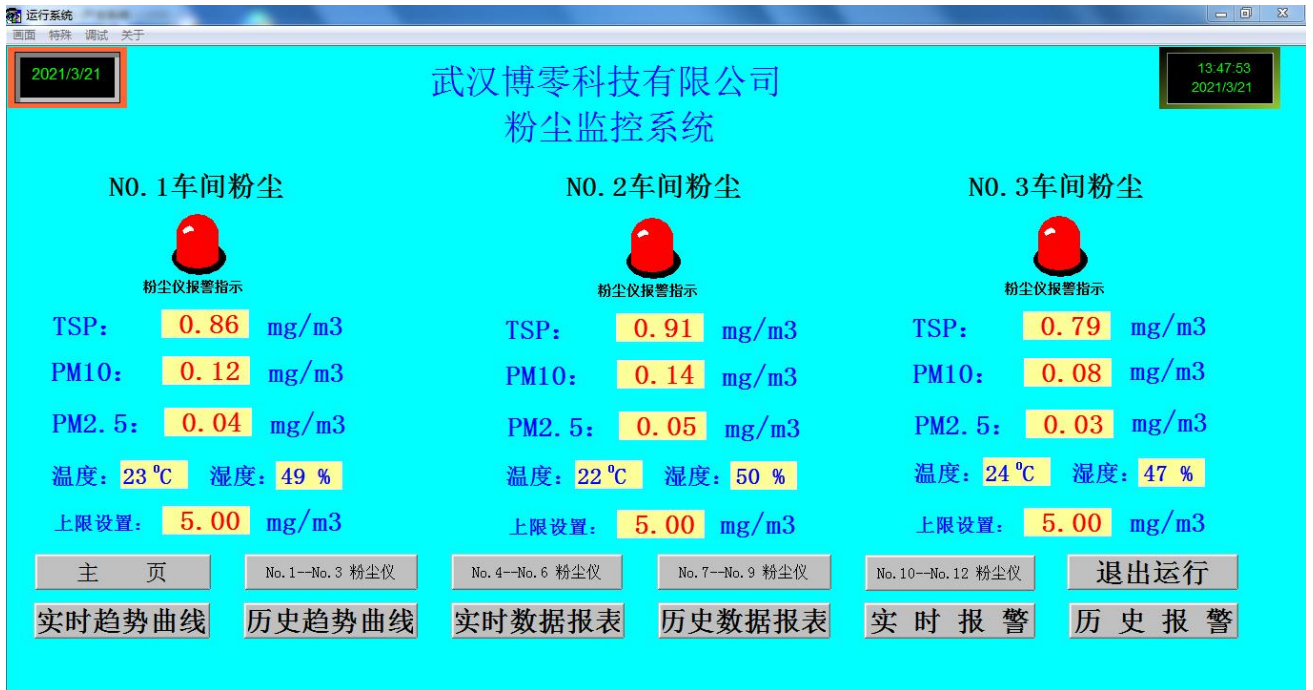 运行系统
画面 特殊 调试 关于
2021/3/21
武汉博零科技有限公司
粉尘监控系统
13:47:53
2021/3/21
NO.1车间粉尘
粉尘仪报警指示
TSP: 0.86 mg/m3
PM10: 0.12 mg/m3
PM2.5: 0.04 mg/m3
温度: 23℃ 湿度: 49 %
上限设置: 5.00 mg/m3
NO.2车间粉尘
粉尘仪报警指示
TSP: 0.91 mg/m3
PM10: 0.14 mg/m3
PM2.5: 0.05 mg/m3
温度: 22℃ 湿度: 50 %
上限设置: 5.00 mg/m3
NO.3车间粉尘
粉尘仪报警指示
TSP: 0.79 mg/m3
PM10: 0.08 mg/m3
PM2.5: 0.03 mg/m3
温度: 24℃ 湿度: 47 %
上限设置: 5.00 mg/m3
主 页 No.1--No.3 粉尘仪 No.4--No.6 粉尘仪 No.7--No.9 粉尘仪 No.10--No.12 粉尘仪 退出运行
实时趋势曲线 历史趋势曲线 实时数据报表 历史数据报表 实 时 报 警 历 史 报 警